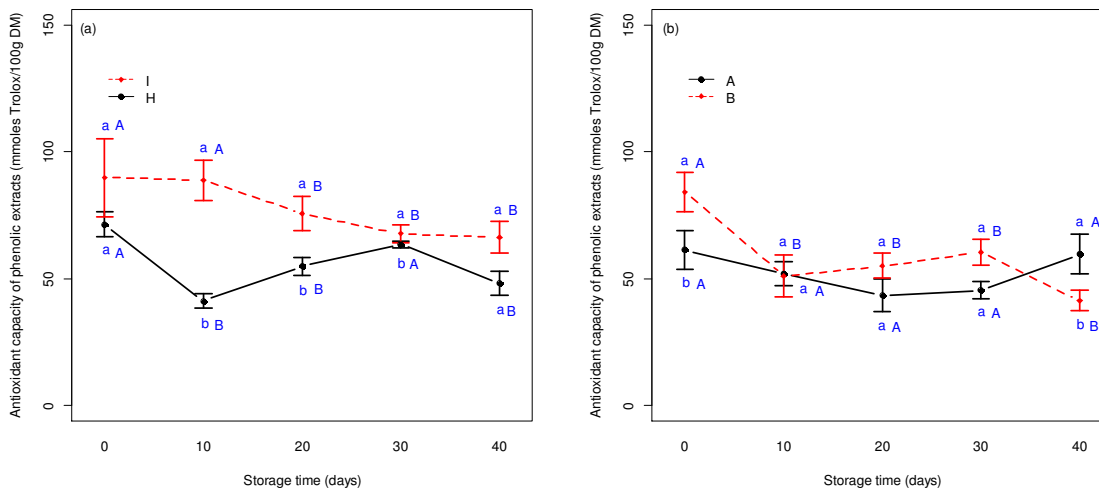 Antioxidant capacity of phenolic extracts (mmoles Trolox/100g DM)
150
100
50
0
(a)
I
H
a A
a A
a B
a B
a B
a A
b B
b B
b A
a B
0 10 20 30 40
Storage time (days)
Antioxidant capacity of phenolic extracts (mmoles Trolox/100g DM)
150
100
50
0
(b)
A
B
a A
a B
a B
a B
a A
b A
a A
a A
a A
b B
0 10 20 30 40
Storage time (days)